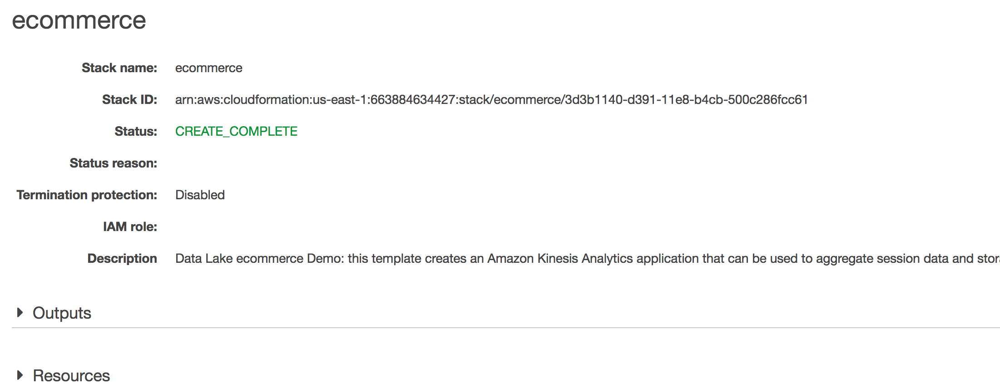 ecommerce
Stack name: ecommerce
Stack ID: arn:aws:cloudformation:us-east-1:663884634427:stack/ecommerce/3d3b1140-d391-11e8-b4cb-500c286fcc61
Status: CREATE_COMPLETE
Status reason:
Termination protection: Disabled
IAM role:
Description Data Lake ecommerce Demo: this template creates an Amazon Kinesis Analytics application that can be used to aggregate session data and
Outputs
Resources